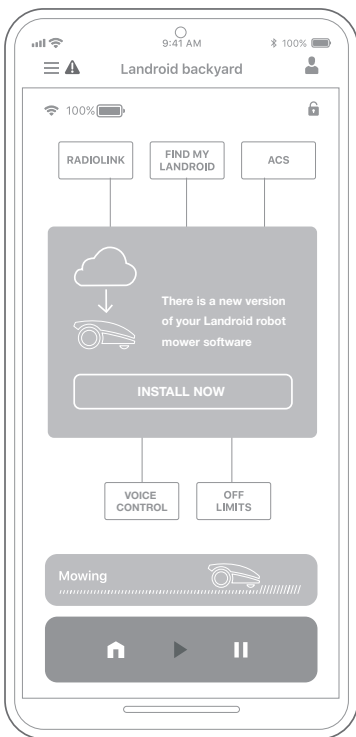 9:41 AM
100%
Landroid backyard
100%
RADIOLINK
FIND MY
LANDROID
ACS
There is a new version
of your Landroid robot
mower software
INSTALL NOW
VOICE
CONTROL
OFF
LIMITS
Mowing